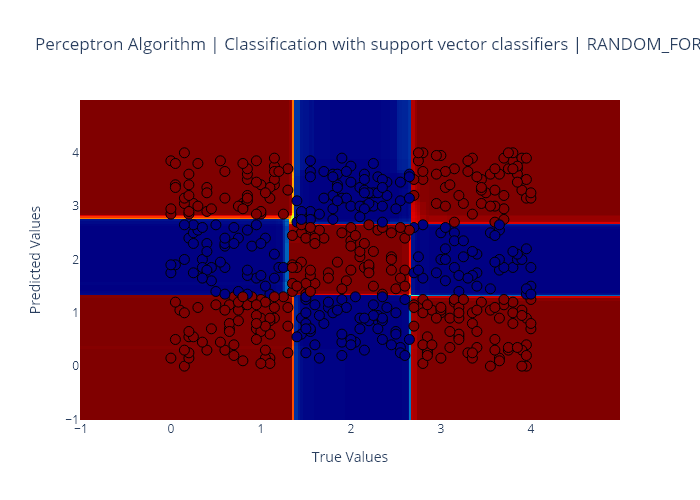 Perceptron Algorithm | Classification with support vector classifiers | RANDOM_FOR
4
3
2
1
0
−1
−1 0 1 2 3 4
Predicted Values
True Values